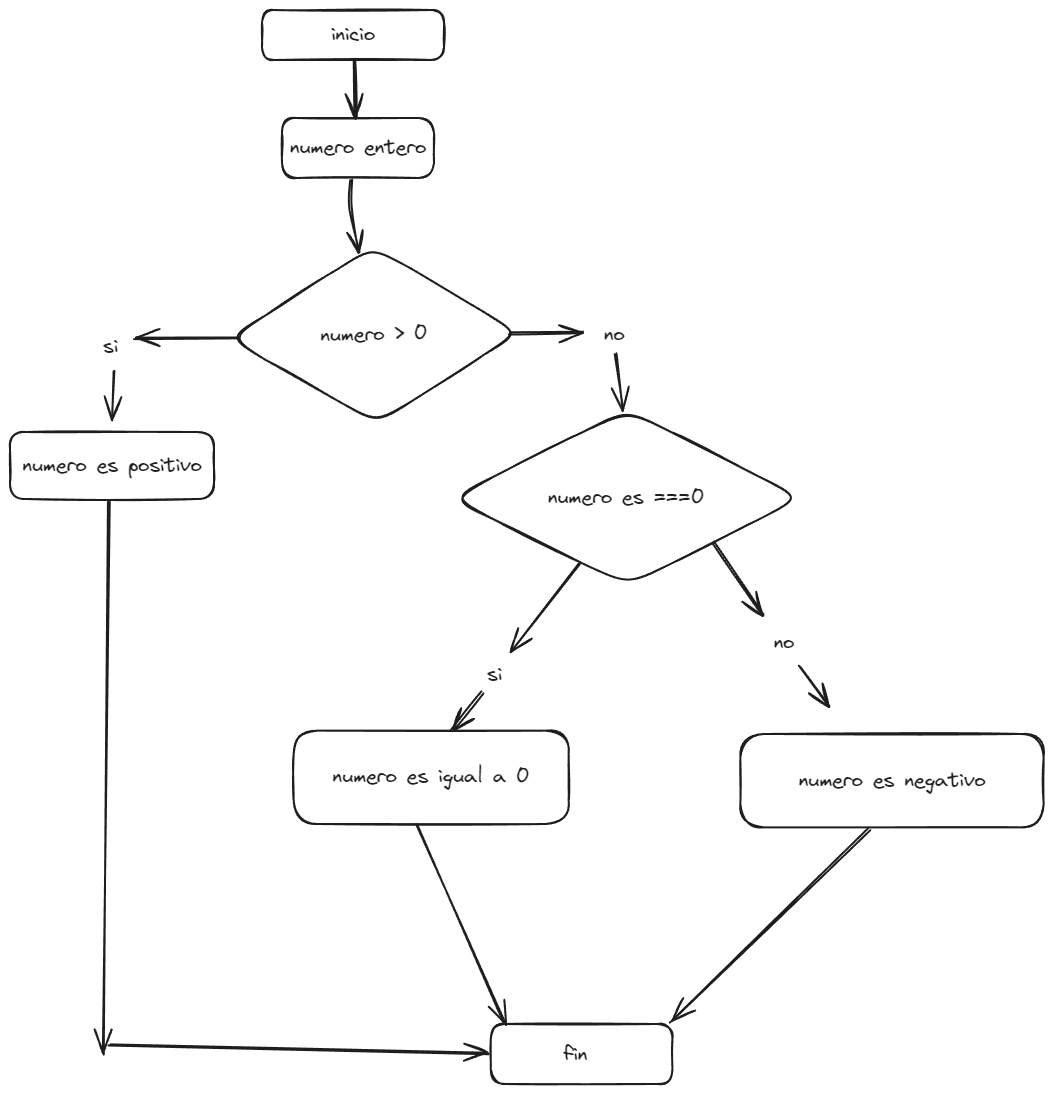 inicio
numero entero
numero > 0
si
no
numero es positivo
numero es ===0
si
no
numero es igual a 0
numero es negativo
fin